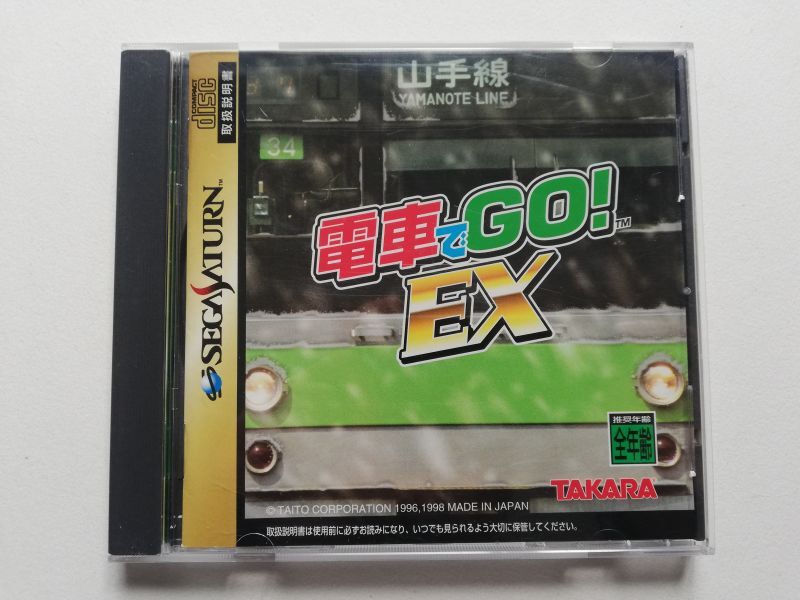 山手線
YAMANOTE LINE
34
COMPACT
disc
取扱説明書
SEGA SATURN™
電車でGO!™
EX
推奨年齢
全年齢
TAKARA
© TAITO CORPORATION 1996,1998 MADE IN JAPAN
取扱説明書は使用前に必ずお読みになり、いつでも見られるよう大切に保管してください。